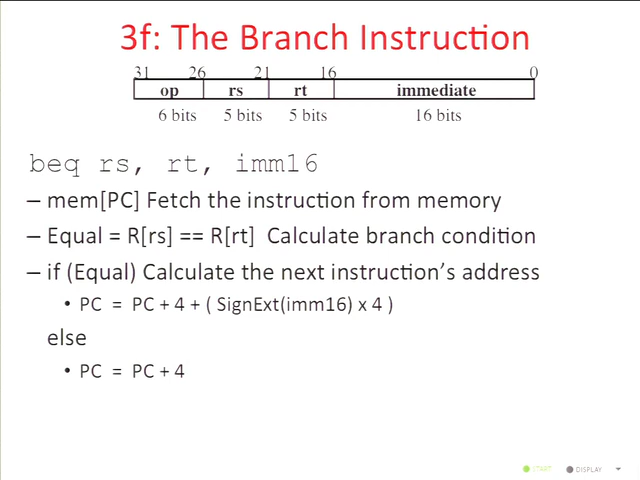 3f: The Branch Instruction
31 26 21 16 0
op rs rt immediate
6 bits 5 bits 5 bits 16 bits
beq rs, rt, imm16
– mem[PC] Fetch the instruction from memory
– Equal = R[rs] == R[rt] Calculate branch condition
– if (Equal) Calculate the next instruction's address
• PC = PC + 4 + ( SignExt(imm16) x 4 )
else
• PC = PC + 4
START DISPLAY